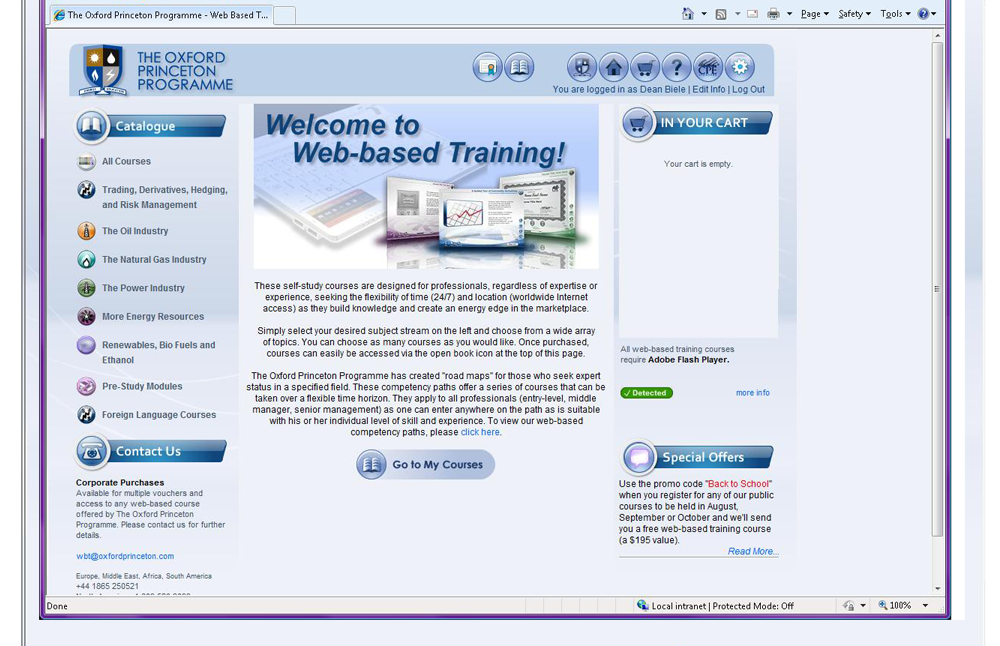 The Oxford Princeton Programme - Web Based T...
Page
Safety
Tools
THE OXFORD
PRINCETON
PROGRAMME
CPE
You are logged in as Dean Biele | Edit Info | Log Out
Catalogue
All Courses
Trading, Derivatives, Hedging,
and Risk Management
The Oil Industry
The Natural Gas Industry
The Power Industry
More Energy Resources
Renewables, Bio Fuels and
Ethanol
Pre-Study Modules
Foreign Language Courses
Contact Us
Corporate Purchases
Available for multiple vouchers and
access to any web-based course
offered by The Oxford Princeton
Programme. Please contact us for further
details.
wbt@oxfordprinceton.com
Europe, Middle East, Africa, South America
+44 1865 250521
Welcome to
Web-based Training!
These self-study courses are designed for professionals, regardless of expertise or
experience, seeking the flexibility of time (24/7) and location (worldwide Internet
access) as they build knowledge and create an energy edge in the marketplace.
Simply select your desired subject stream on the left and choose from a wide array
of topics. You can choose as many courses as you would like. Once purchased,
courses can easily be accessed via the open book icon at the top of this page.
The Oxford Princeton Programme has created "road maps" for those who seek expert
status in a specified field. These competency paths offer a series of courses that can be
taken over a flexible time horizon. They apply to all professionals (entry-level, middle
manager, senior management) as one can enter anywhere on the path as is suitable
with his or her individual level of skill and experience. To view our web-based
competency paths, please click here.
Go to My Courses
IN YOUR CART
Your cart is empty.
All web-based training courses
require Adobe Flash Player.
Detected
more info
Special Offers
Use the promo code "Back to School"
when you register for any of our public
courses to be held in August,
September or October and we'll send
you a free web-based training course
(a $195 value).
Read More...
Done
Local intranet | Protected Mode: Off
100%